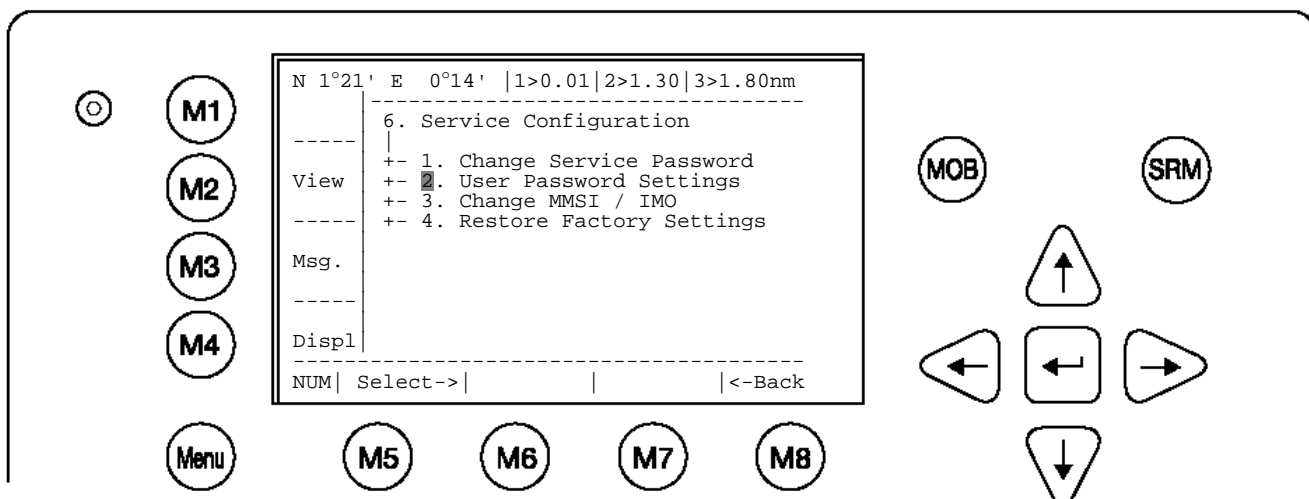 N 1°21' E 0°14' |1>0.01|2>1.30|3>1.80nm
M1
6. Service Configuration
+- 1. Change Service Password
MOB
SRM
M2
View
+- 2. User Password Settings
+- 3. Change MMSI / IMO
+- 4. Restore Factory Settings
M3
Msg.
M4
Displ
NUM| Select->| | |<-Back
Menu
M5
M6
M7
M8